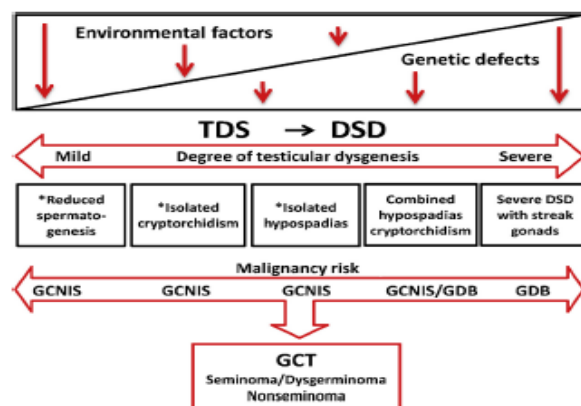 Environmental factors
Genetic defects
TDS → DSD
Mild Degree of testicular dysgenesis Severe
*Reduced
spermato-
genesis
*Isolated
cryptorchidism
*Isolated
hypospadias
Combined
hypospadias
cryptorchidism
Severe DSD
with streak
gonads
Malignancy risk
GCNIS GCNIS GCNIS GCNIS/GDB GDB
GCT
Seminoma/Dysgerminoma
Nonseminoma